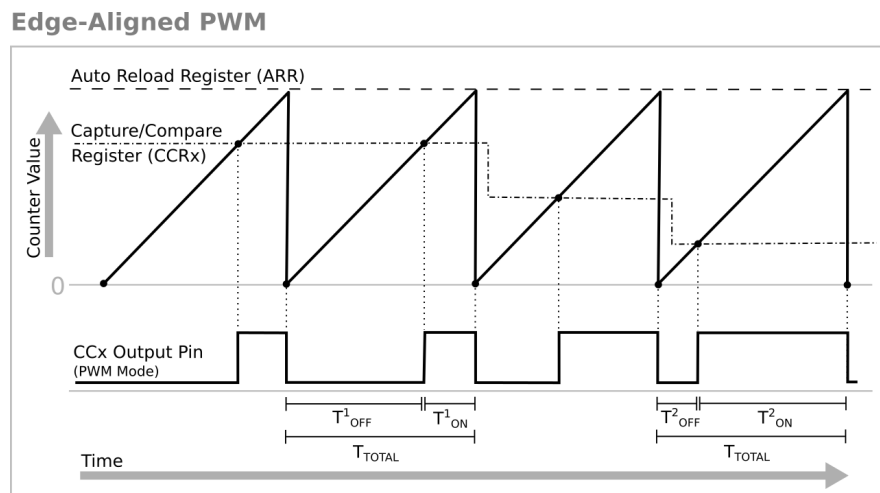 Edge-Aligned PWM
Auto Reload Register (ARR)
Capture/Compare
Register (CCRx)
Counter Value
0
CCx Output Pin
(PWM Mode)
T¹OFF
T¹ON
T²OFF
T²ON
TTOTAL
TTOTAL
Time